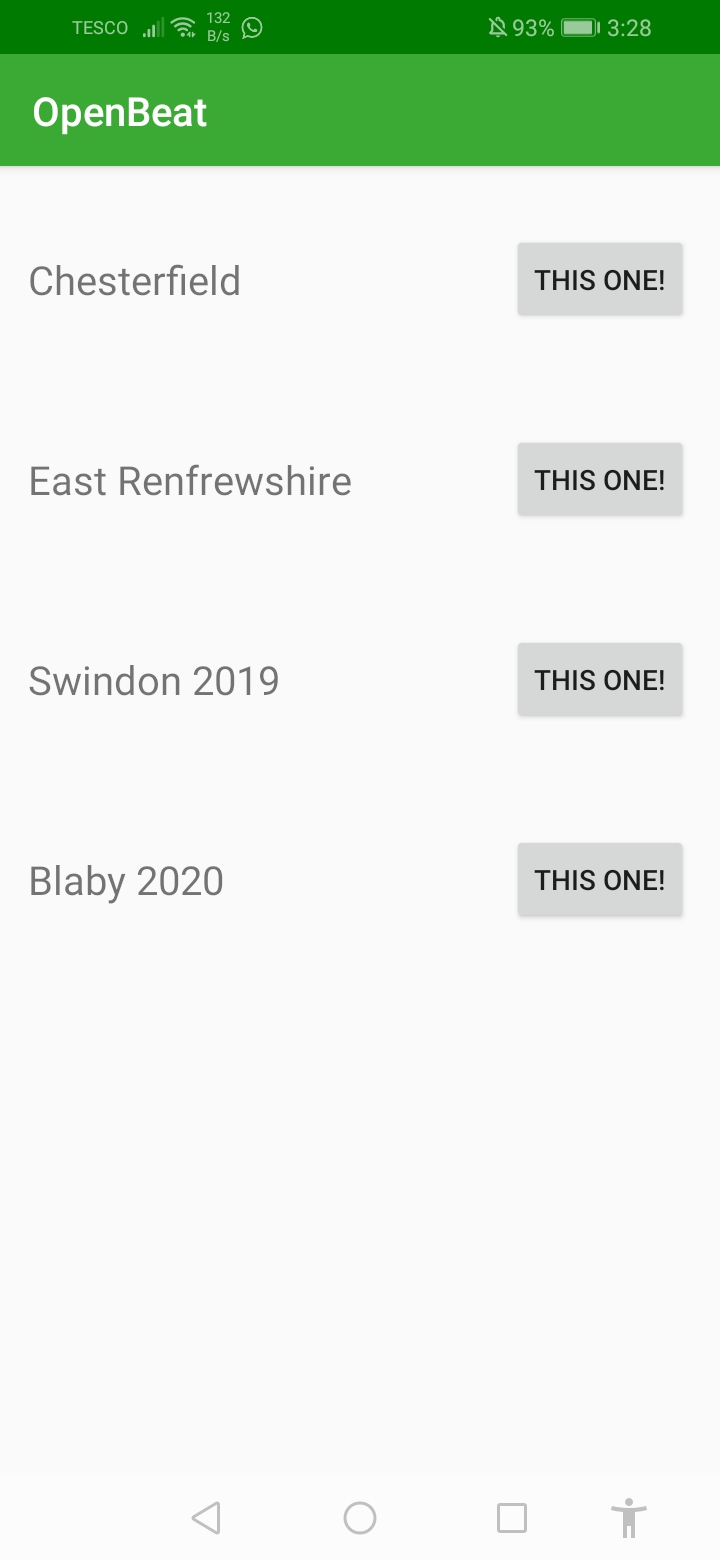 TESCO 132 B/s 93% 3:28
OpenBeat
Chesterfield THIS ONE!
East Renfrewshire THIS ONE!
Swindon 2019 THIS ONE!
Blaby 2020 THIS ONE!